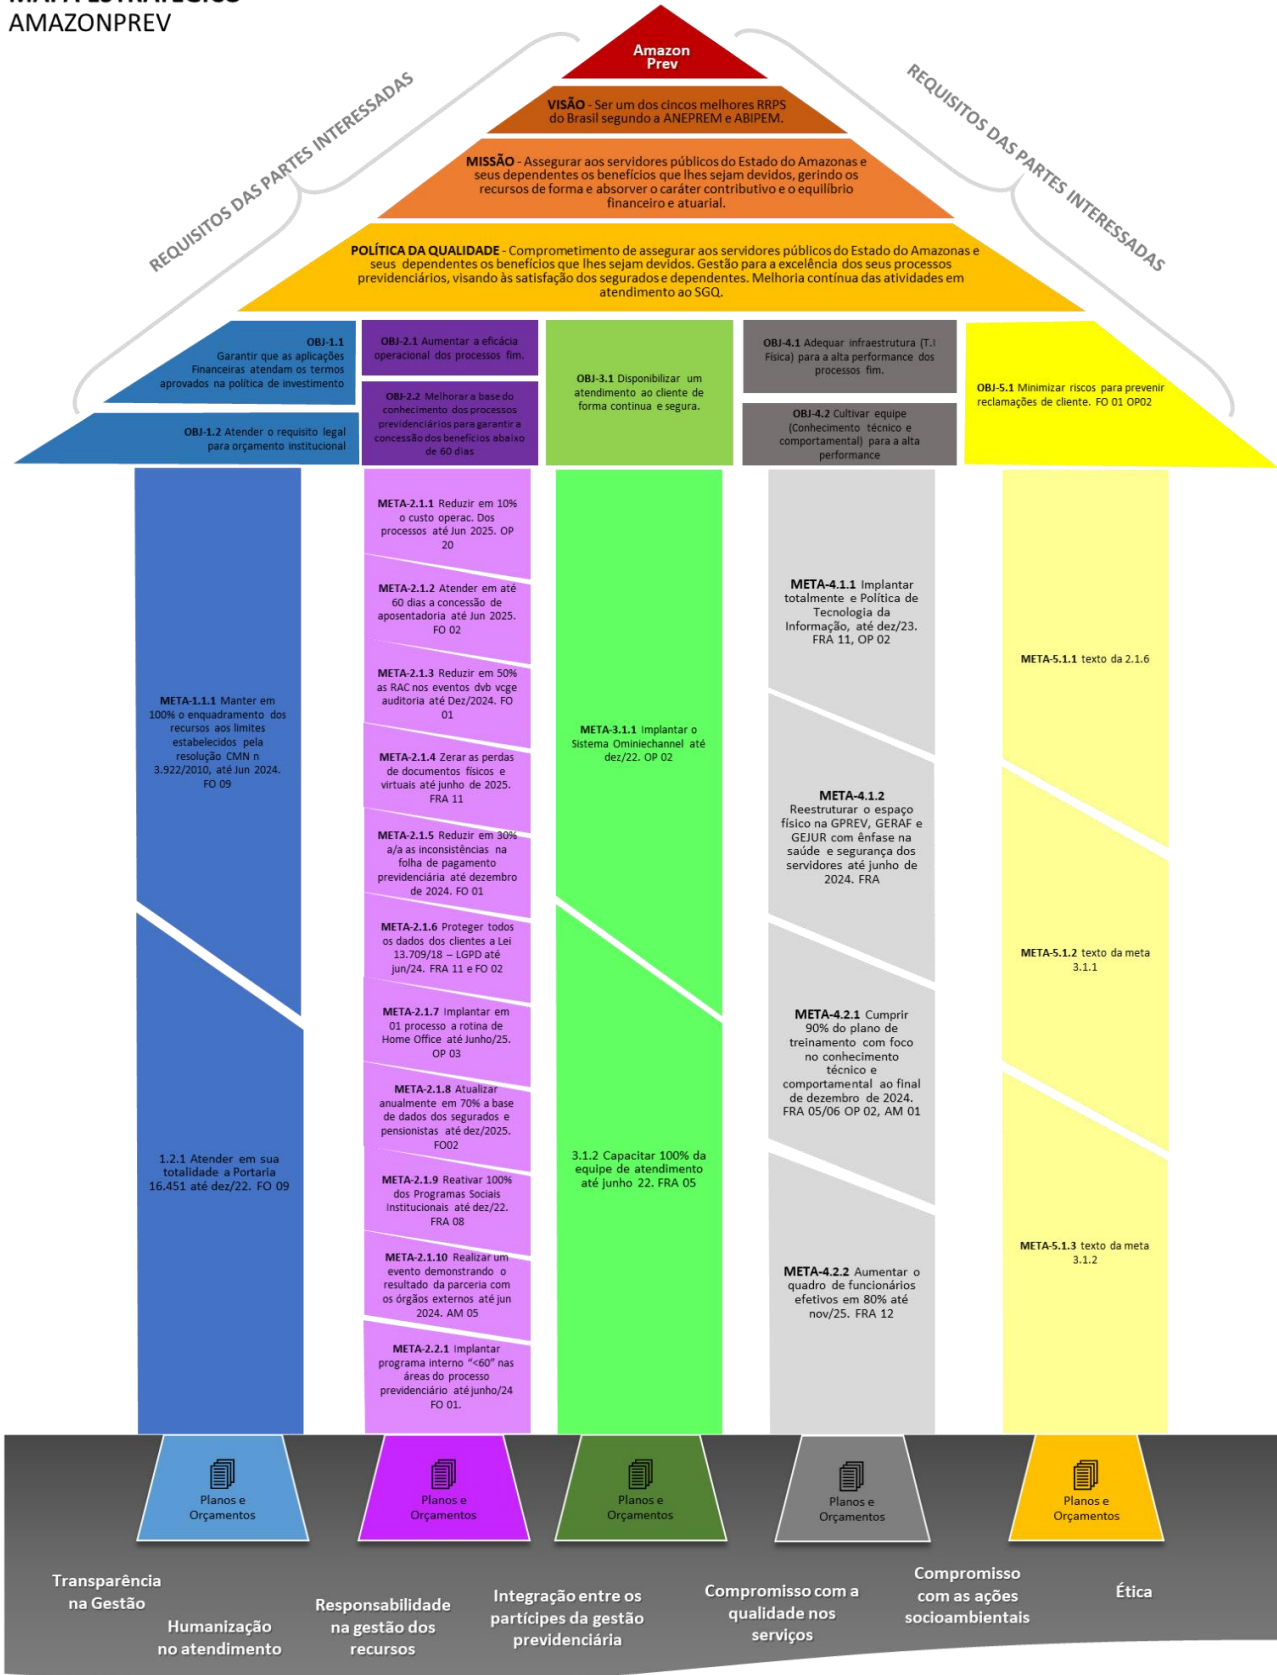 MAPA ESTRATÉGICO
AMAZONPREV
REQUISITOS DAS PARTES INTERESSADAS
REQUISITOS DAS PARTES INTERESSADAS
Amazon
Prev
VISÃO - Ser um dos cincos melhores RRPS
do Brasil segundo a ANEPREM e ABIPEM.
MISSÃO - Assegurar aos servidores públicos do Estado do Amazonas e
seus dependentes os benefícios que lhes sejam devidos, gerindo os
recursos de forma e absorver o caráter contributivo e o equilíbrio
financeiro e atuarial.
POLÍTICA DA QUALIDADE - Comprometimento de assegurar aos servidores públicos do Estado do Amazonas e
seus dependentes os benefícios que lhes sejam devidos. Gestão para a excelência dos seus processos
previdenciários, visando às satisfação dos segurados e dependentes. Melhoria contínua das atividades em
atendimento ao SGQ.
OBJ-1.1
Garantir que as aplicações
Financeiras atendam os termos
aprovados na política de investimento
OBJ-1.2 Atender o requisito legal
para orçamento institucional
OBJ-2.1 Aumentar a eficácia
operacional dos processos fim.
OBJ-2.2 Melhorar a base do
conhecimento dos processos
previdenciários para garantir a
concessão dos benefícios abaixo
de 60 dias
OBJ-3.1 Disponibilizar um
atendimento ao cliente de
forma continua e segura.
OBJ-4.1 Adequar infraestrutura (T.I
Física) para a alta performance dos
processos fim.
OBJ-4.2 Cultivar equipe
(Conhecimento técnico e
comportamental) para a alta
performance
OBJ-5.1 Minimizar riscos para prevenir
reclamações de cliente. FO 01 OP02
META-1.1.1 Manter em
100% o enquadramento dos
recursos aos limites
estabelecidos pela
resolução CMN n
3.922/2010, até Jun 2024.
FO 09
1.2.1 Atender em sua
totalidade a Portaria
16.451 até dez/22. FO 09
META-2.1.1 Reduzir em 10%
o custo operac. Dos
processos até Jun 2025. OP
20
META-2.1.2 Atender em até
60 dias a concessão de
aposentadoria até Jun 2025.
FO 02
META-2.1.3 Reduzir em 50%
as RAC nos eventos dvb vcge
auditoria até Dez/2024. FO
01
META-2.1.4 Zerar as perdas
de documentos físicos e
virtuais até junho de 2025.
FRA 11
META-2.1.5 Reduzir em 30%
a/a as inconsistências na
folha de pagamento
previdenciária até dezembro
de 2024. FO 01
META-2.1.6 Proteger todos
os dados dos clientes a Lei
13.709/18 – LGPD até
jun/24. FRA 11 e FO 02
META-2.1.7 Implantar em
01 processo a rotina de
Home Office até Junho/25.
OP 03
META-2.1.8 Atualizar
anualmente em 70% a base
de dados dos segurados e
pensionistas até dez/2025.
FO02
META-2.1.9 Reativar 100%
dos Programas Sociais
Institucionais até dez/22.
FRA 08
META-2.1.10 Realizar um
evento demonstrando o
resultado da parceria com
os órgãos externos até jun
2024. AM 05
META-2.2.1 Implantar
programa interno "<60" nas
áreas do processo
previdenciário até junho/24
FO 01.
META-3.1.1 Implantar o
Sistema Ominiechannel até
dez/22. OP 02
3.1.2 Capacitar 100% da
equipe de atendimento
até junho 22. FRA 05
META-4.1.1 Implantar
totalmente e Política de
Tecnologia da
Informação, até dez/23.
FRA 11, OP 02
META-4.1.2
Reestruturar o espaço
físico na GPREV, GERAF e
GEJUR com ênfase na
saúde e segurança dos
servidores até junho de
2024. FRA
META-4.2.1 Cumprir
90% do plano de
treinamento com foco
no conhecimento
técnico e
comportamental ao final
de dezembro de 2024.
FRA 05/06 OP 02, AM 01
META-4.2.2 Aumentar o
quadro de funcionários
efetivos em 80% até
nov/25. FRA 12
META-5.1.1 texto da 2.1.6
META-5.1.2 texto da meta
3.1.1
META-5.1.3 texto da meta
3.1.2
Planos e
Orçamentos
Planos e
Orçamentos
Planos e
Orçamentos
Planos e
Orçamentos
Planos e
Orçamentos
Transparência
na Gestão
Humanização
no atendimento
Responsabilidade
na gestão dos
recursos
Integração entre os
partícipes da gestão
previdenciária
Compromisso com a
qualidade nos
serviços
Compromisso
com as ações
socioambientais
Ética